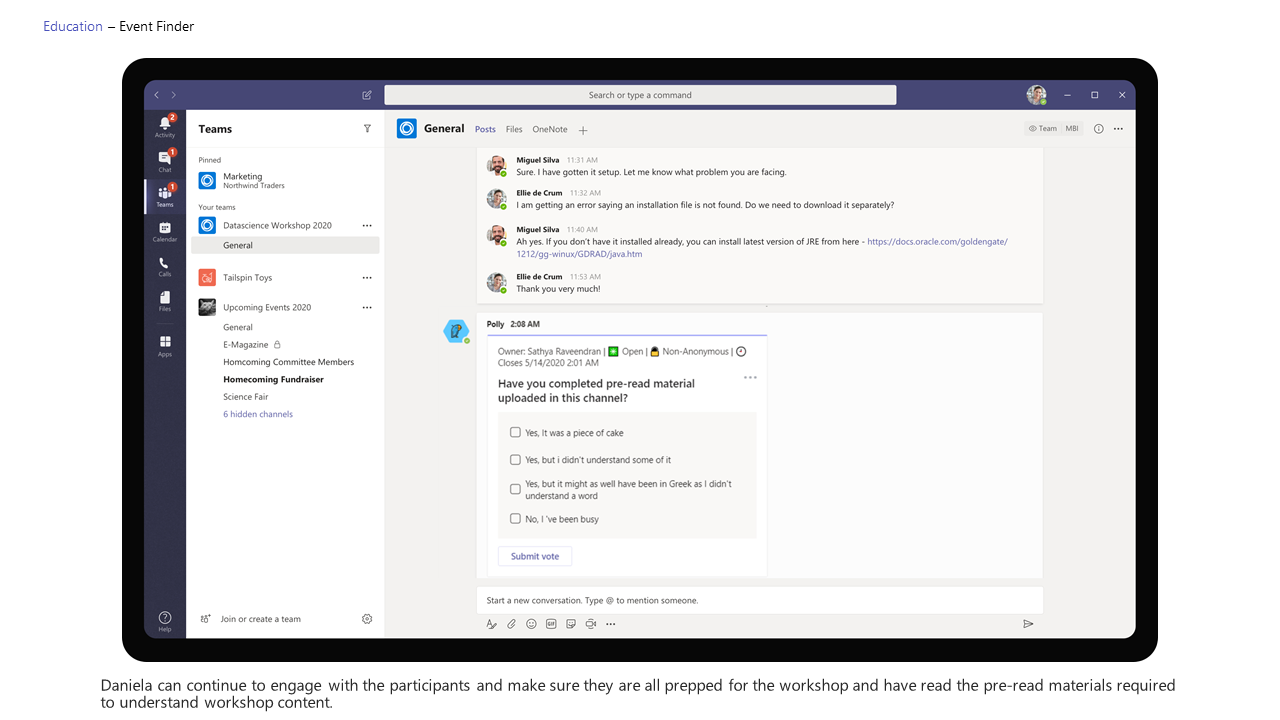 Education – Event Finder
Search or type a command
Activity
2
Chat
1
Teams
1
Calendar
Calls
Files
Apps
Help
Teams
Pinned
Marketing
Northwind Traders
Your teams
Datascience Workshop 2020
General
Tailspin Toys
Upcoming Events 2020
General
E-Magazine
Homcoming Committee Members
Homecoming Fundraiser
Science Fair
6 hidden channels
Join or create a team
General Posts Files OneNote
Team MBI
Miguel Silva 11:31 AM
Sure. I have gotten it setup. Let me know what problem you are facing.
Ellie de Crum 11:32 AM
I am getting an error saying an installation file is not found. Do we need to download it separately?
Miguel Silva 11:40 AM
Ah yes. If you don't have it installed already, you can install latest version of JRE from here - https://docs.oracle.com/goldengate/
1212/gg-winux/GDRAD/java.htm
Ellie de Crum 11:53 AM
Thank you very much!
Polly 2:08 AM
Owner: Sathya Raveendran | Open | Non-Anonymous |
Closes 5/14/2020 2:01 AM
Have you completed pre-read material
uploaded in this channel?
Yes, It was a piece of cake
Yes, but i didn't understand some of it
Yes, but it might as well have been in Greek as I didn't
understand a word
No, I 've been busy
Submit vote
Start a new conversation. Type @ to mention someone.
GIF
Daniela can continue to engage with the participants and make sure they are all prepped for the workshop and have read the pre-read materials required
to understand workshop content.